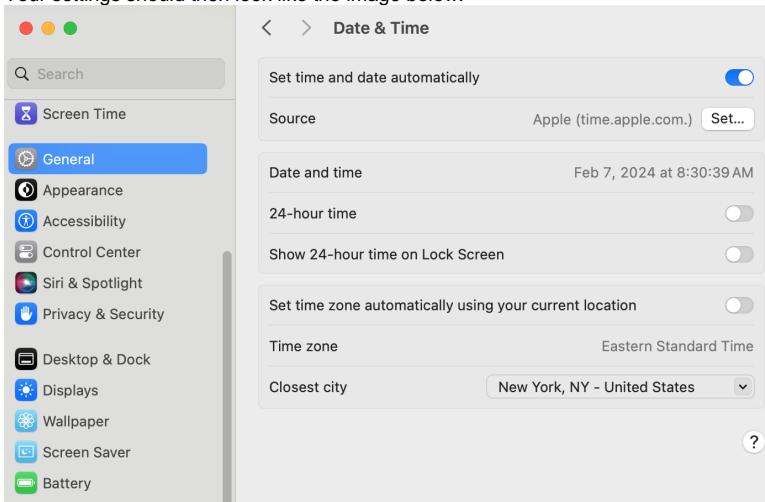 Your settings should then look like the image below.
Date & Time
Search
Screen Time
General
Appearance
Accessibility
Control Center
Siri & Spotlight
Privacy & Security
Desktop & Dock
Displays
Wallpaper
Screen Saver
Battery
Set time and date automatically
Source Apple (time.apple.com.) Set...
Date and time Feb 7, 2024 at 8:30:39 AM
24-hour time
Show 24-hour time on Lock Screen
Set time zone automatically using your current location
Time zone Eastern Standard Time
Closest city New York, NY - United States
?